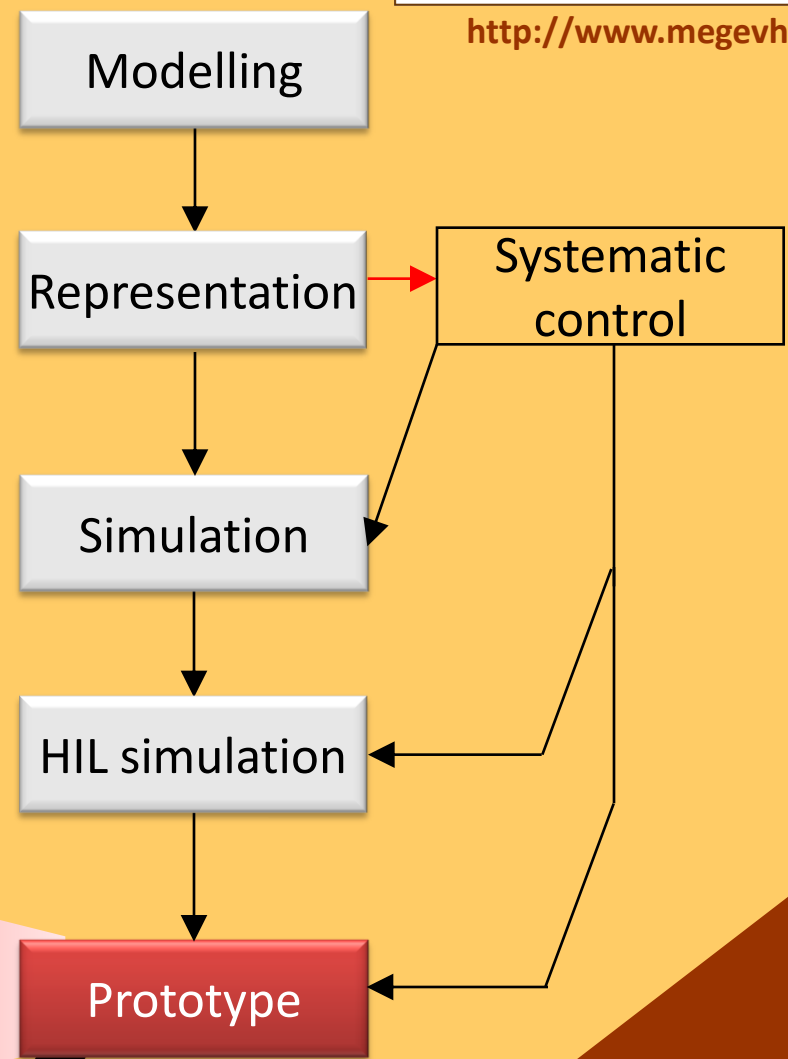 http://www.megevh
Modelling
Representation
Systematic
control
Simulation
HIL simulation
Prototype